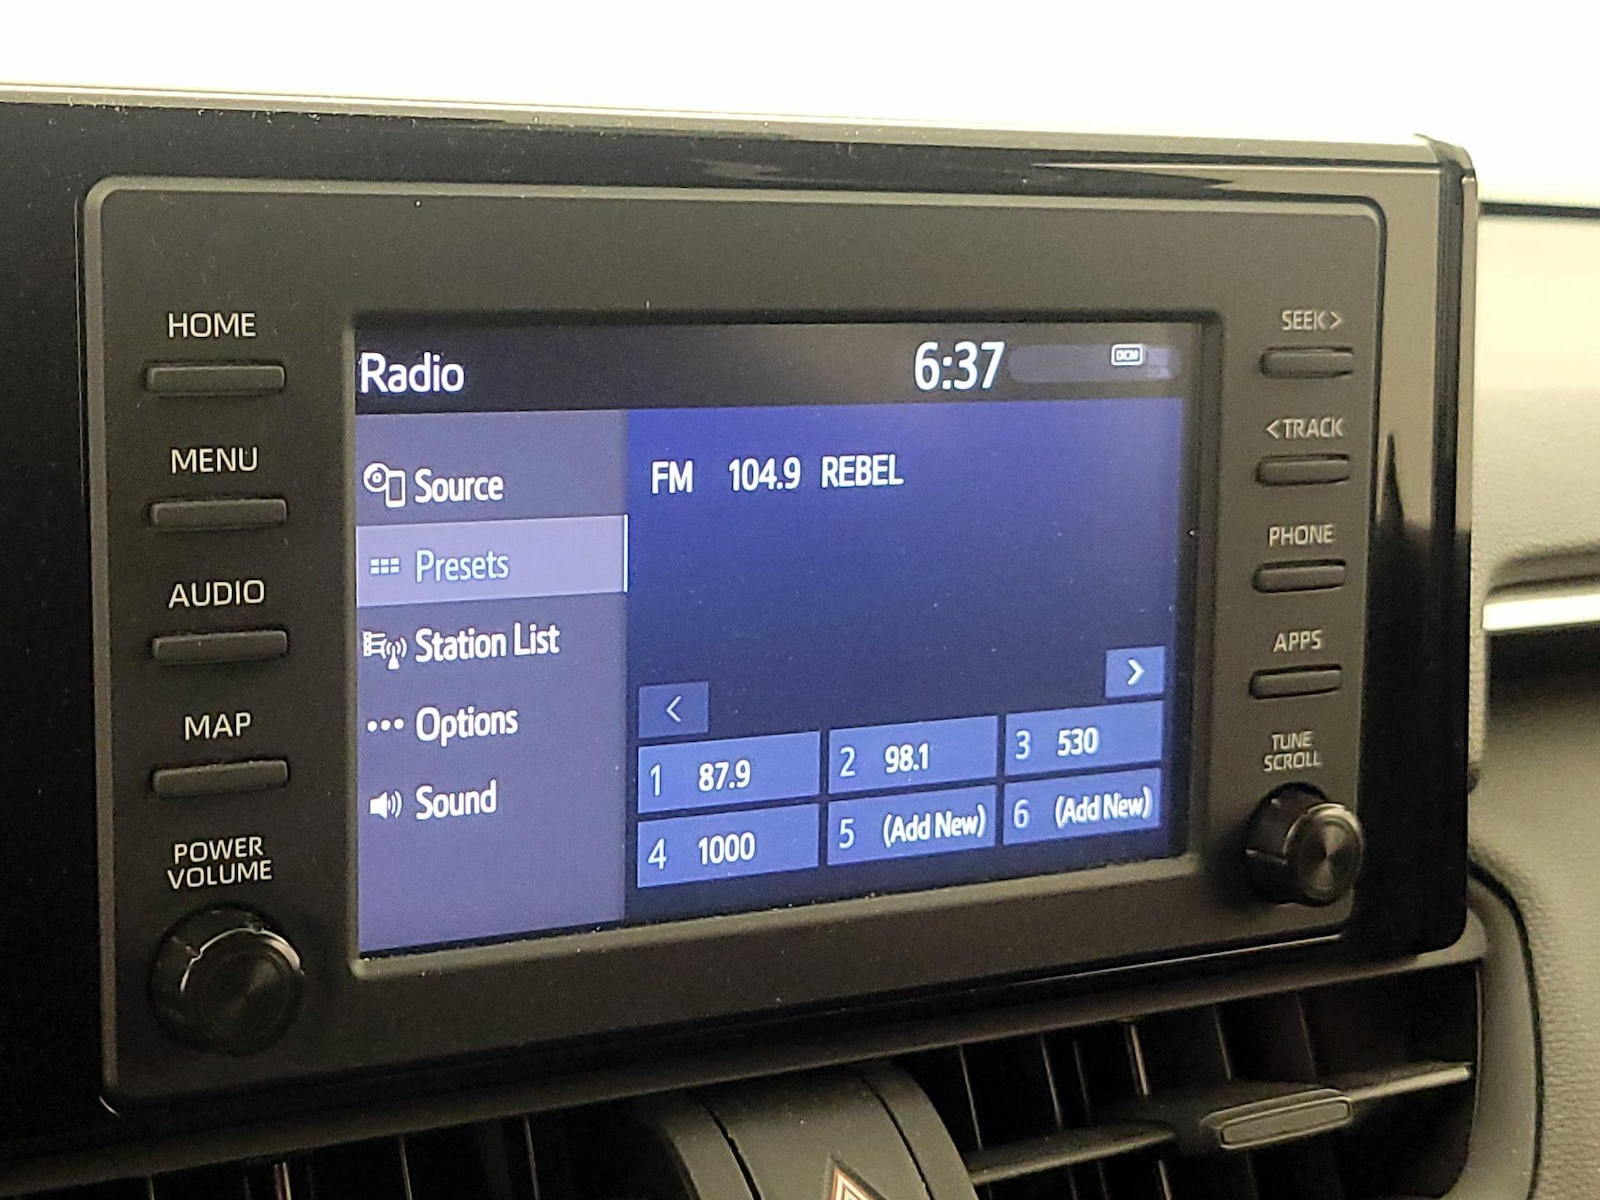 HOME
MENU
AUDIO
MAP
POWER
VOLUME
Radio
6:37
DCM
Source
Presets
Station List
Options
Sound
FM 104.9 REBEL
<
>
1 87.9
2 98.1
3 530
4 1000
5 (Add New)
6 (Add New)
SEEK>
<TRACK
PHONE
APPS
TUNE
SCROLL